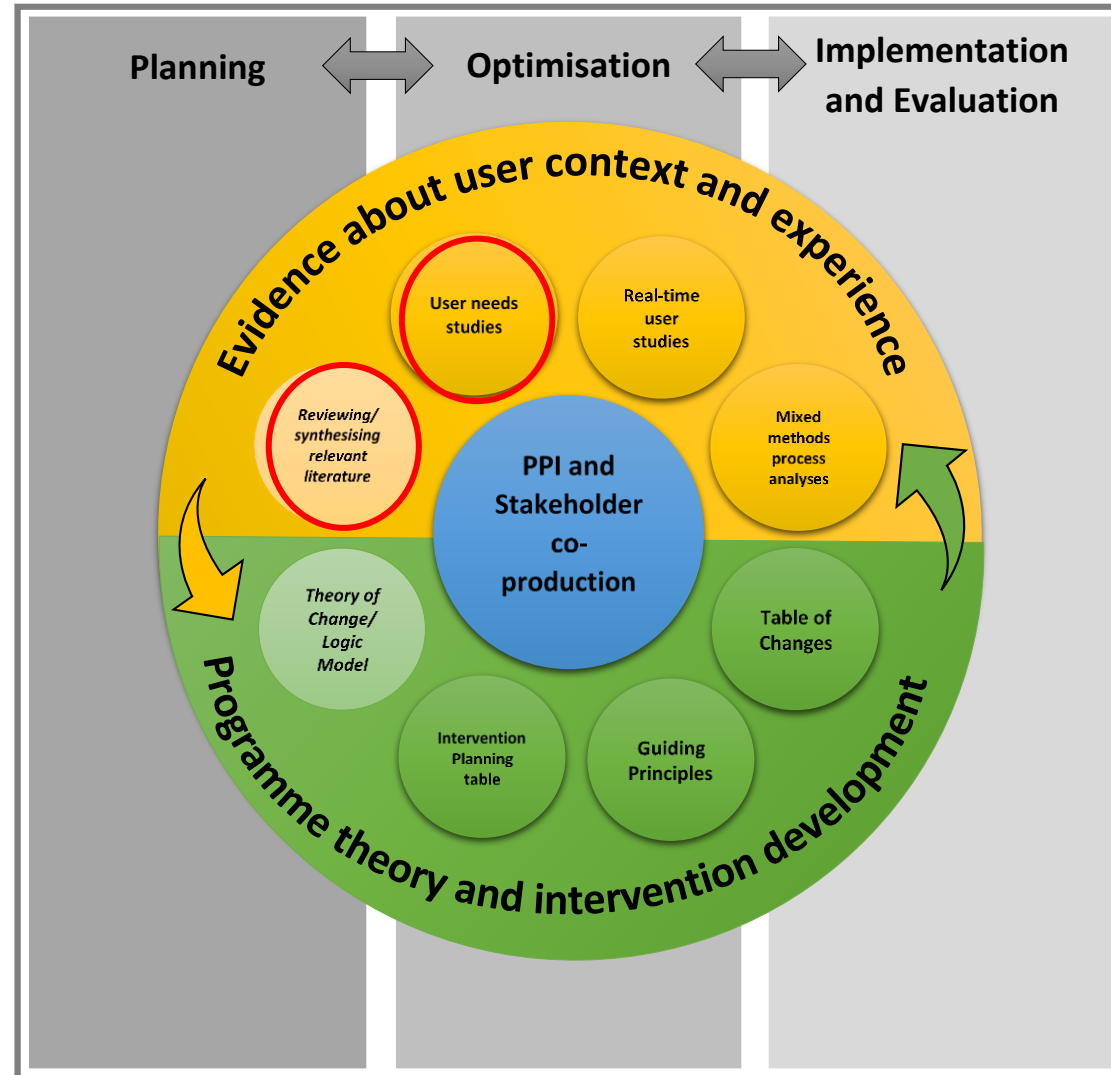 Planning
Optimisation
Implementation
and Evaluation
Evidence about user context and experience
User needs
studies
Real-time
user
studies
Reviewing/
synthesising
relevant
literature
Mixed
methods
process
analyses
PPI and
Stakeholder
co-
production
Theory of
Change/
Logic
Model
Table of
Changes
Intervention
Planning
table
Guiding
Principles
Programme theory and intervention development